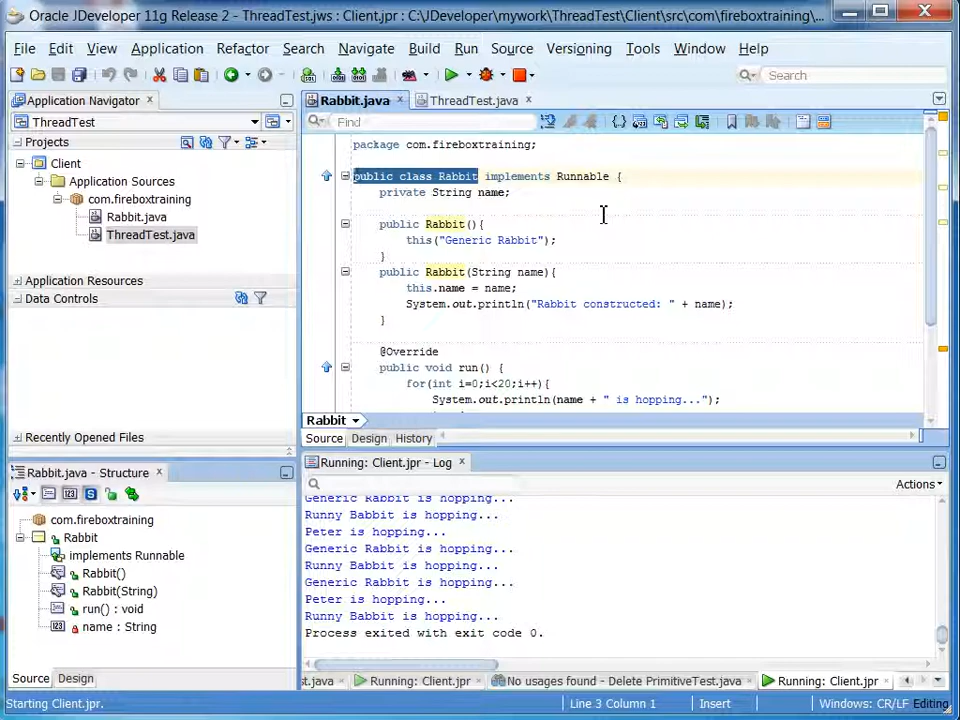 Oracle JDeveloper 11g Release 2 - ThreadTest.jws : Client.jpr : C:\JDeveloper\mywork\ThreadTest\Client\src\com\fireboxtraining\...
File Edit View Application Refactor Search Navigate Build Run Source Versioning Tools Window Help
Search
Application Navigator
ThreadTest
Projects
Client
Application Sources
com.fireboxtraining
Rabbit.java
ThreadTest.java
Application Resources
Data Controls
Recently Opened Files
Rabbit.java - Structure
com.fireboxtraining
Rabbit
implements Runnable
Rabbit()
Rabbit(String)
run() : void
name : String
Source Design
Rabbit.java ThreadTest.java
Find
package com.fireboxtraining;
public class Rabbit implements Runnable {
private String name;
public Rabbit(){
this("Generic Rabbit");
}
public Rabbit(String name){
this.name = name;
System.out.println("Rabbit constructed: " + name);
}
@Override
public void run() {
for(int i=0;i<20;i++){
System.out.println(name + " is hopping...");
Rabbit
Source Design History
Running: Client.jpr - Log
Actions
Generic Rabbit is hopping...
Runny Babbit is hopping...
Peter is hopping...
Generic Rabbit is hopping...
Runny Babbit is hopping...
Generic Rabbit is hopping...
Peter is hopping...
Runny Babbit is hopping...
Process exited with exit code 0.
st.java Running: Client.jpr No usages found - Delete PrimitiveTest.java Running: Client.jpr
Starting Client.jpr. Line 3 Column 1 Insert Windows: CR/LF Editing